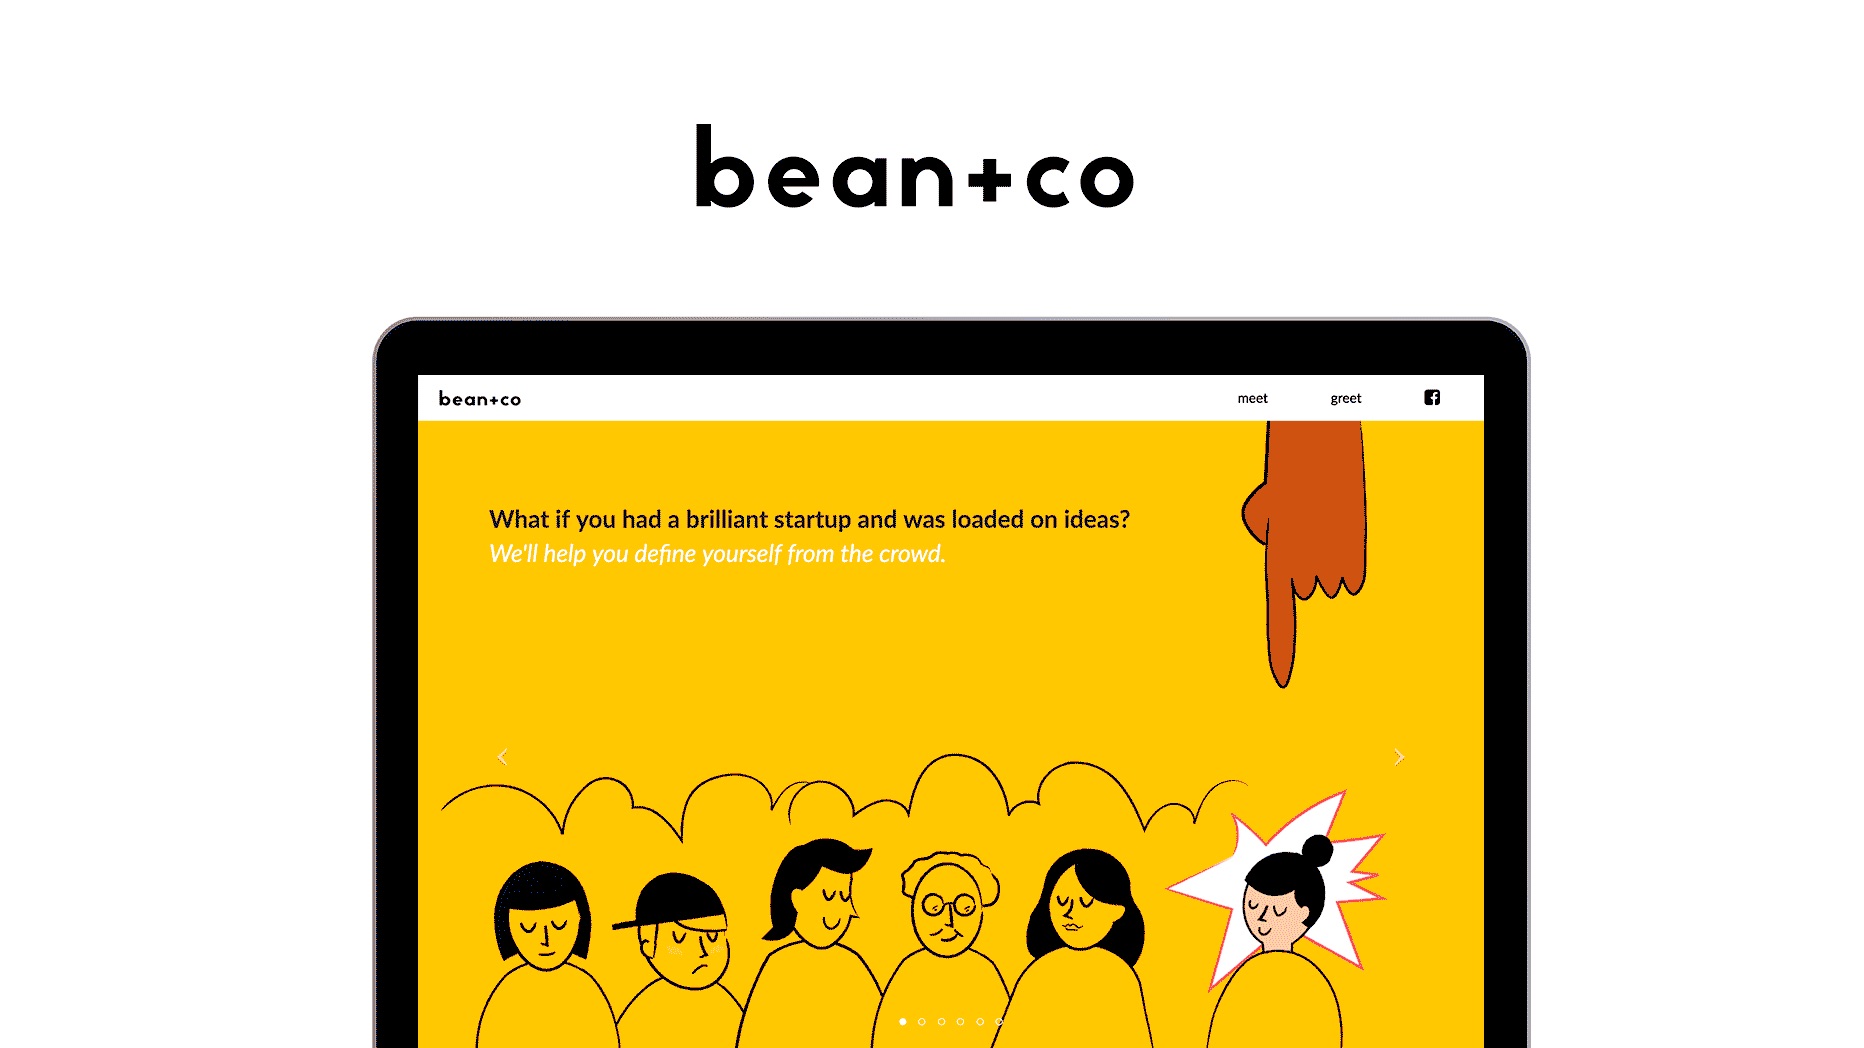 bean+co
bean+co meet greet
What if you had a brilliant startup and was loaded on ideas?
We'll help you define yourself from the crowd.